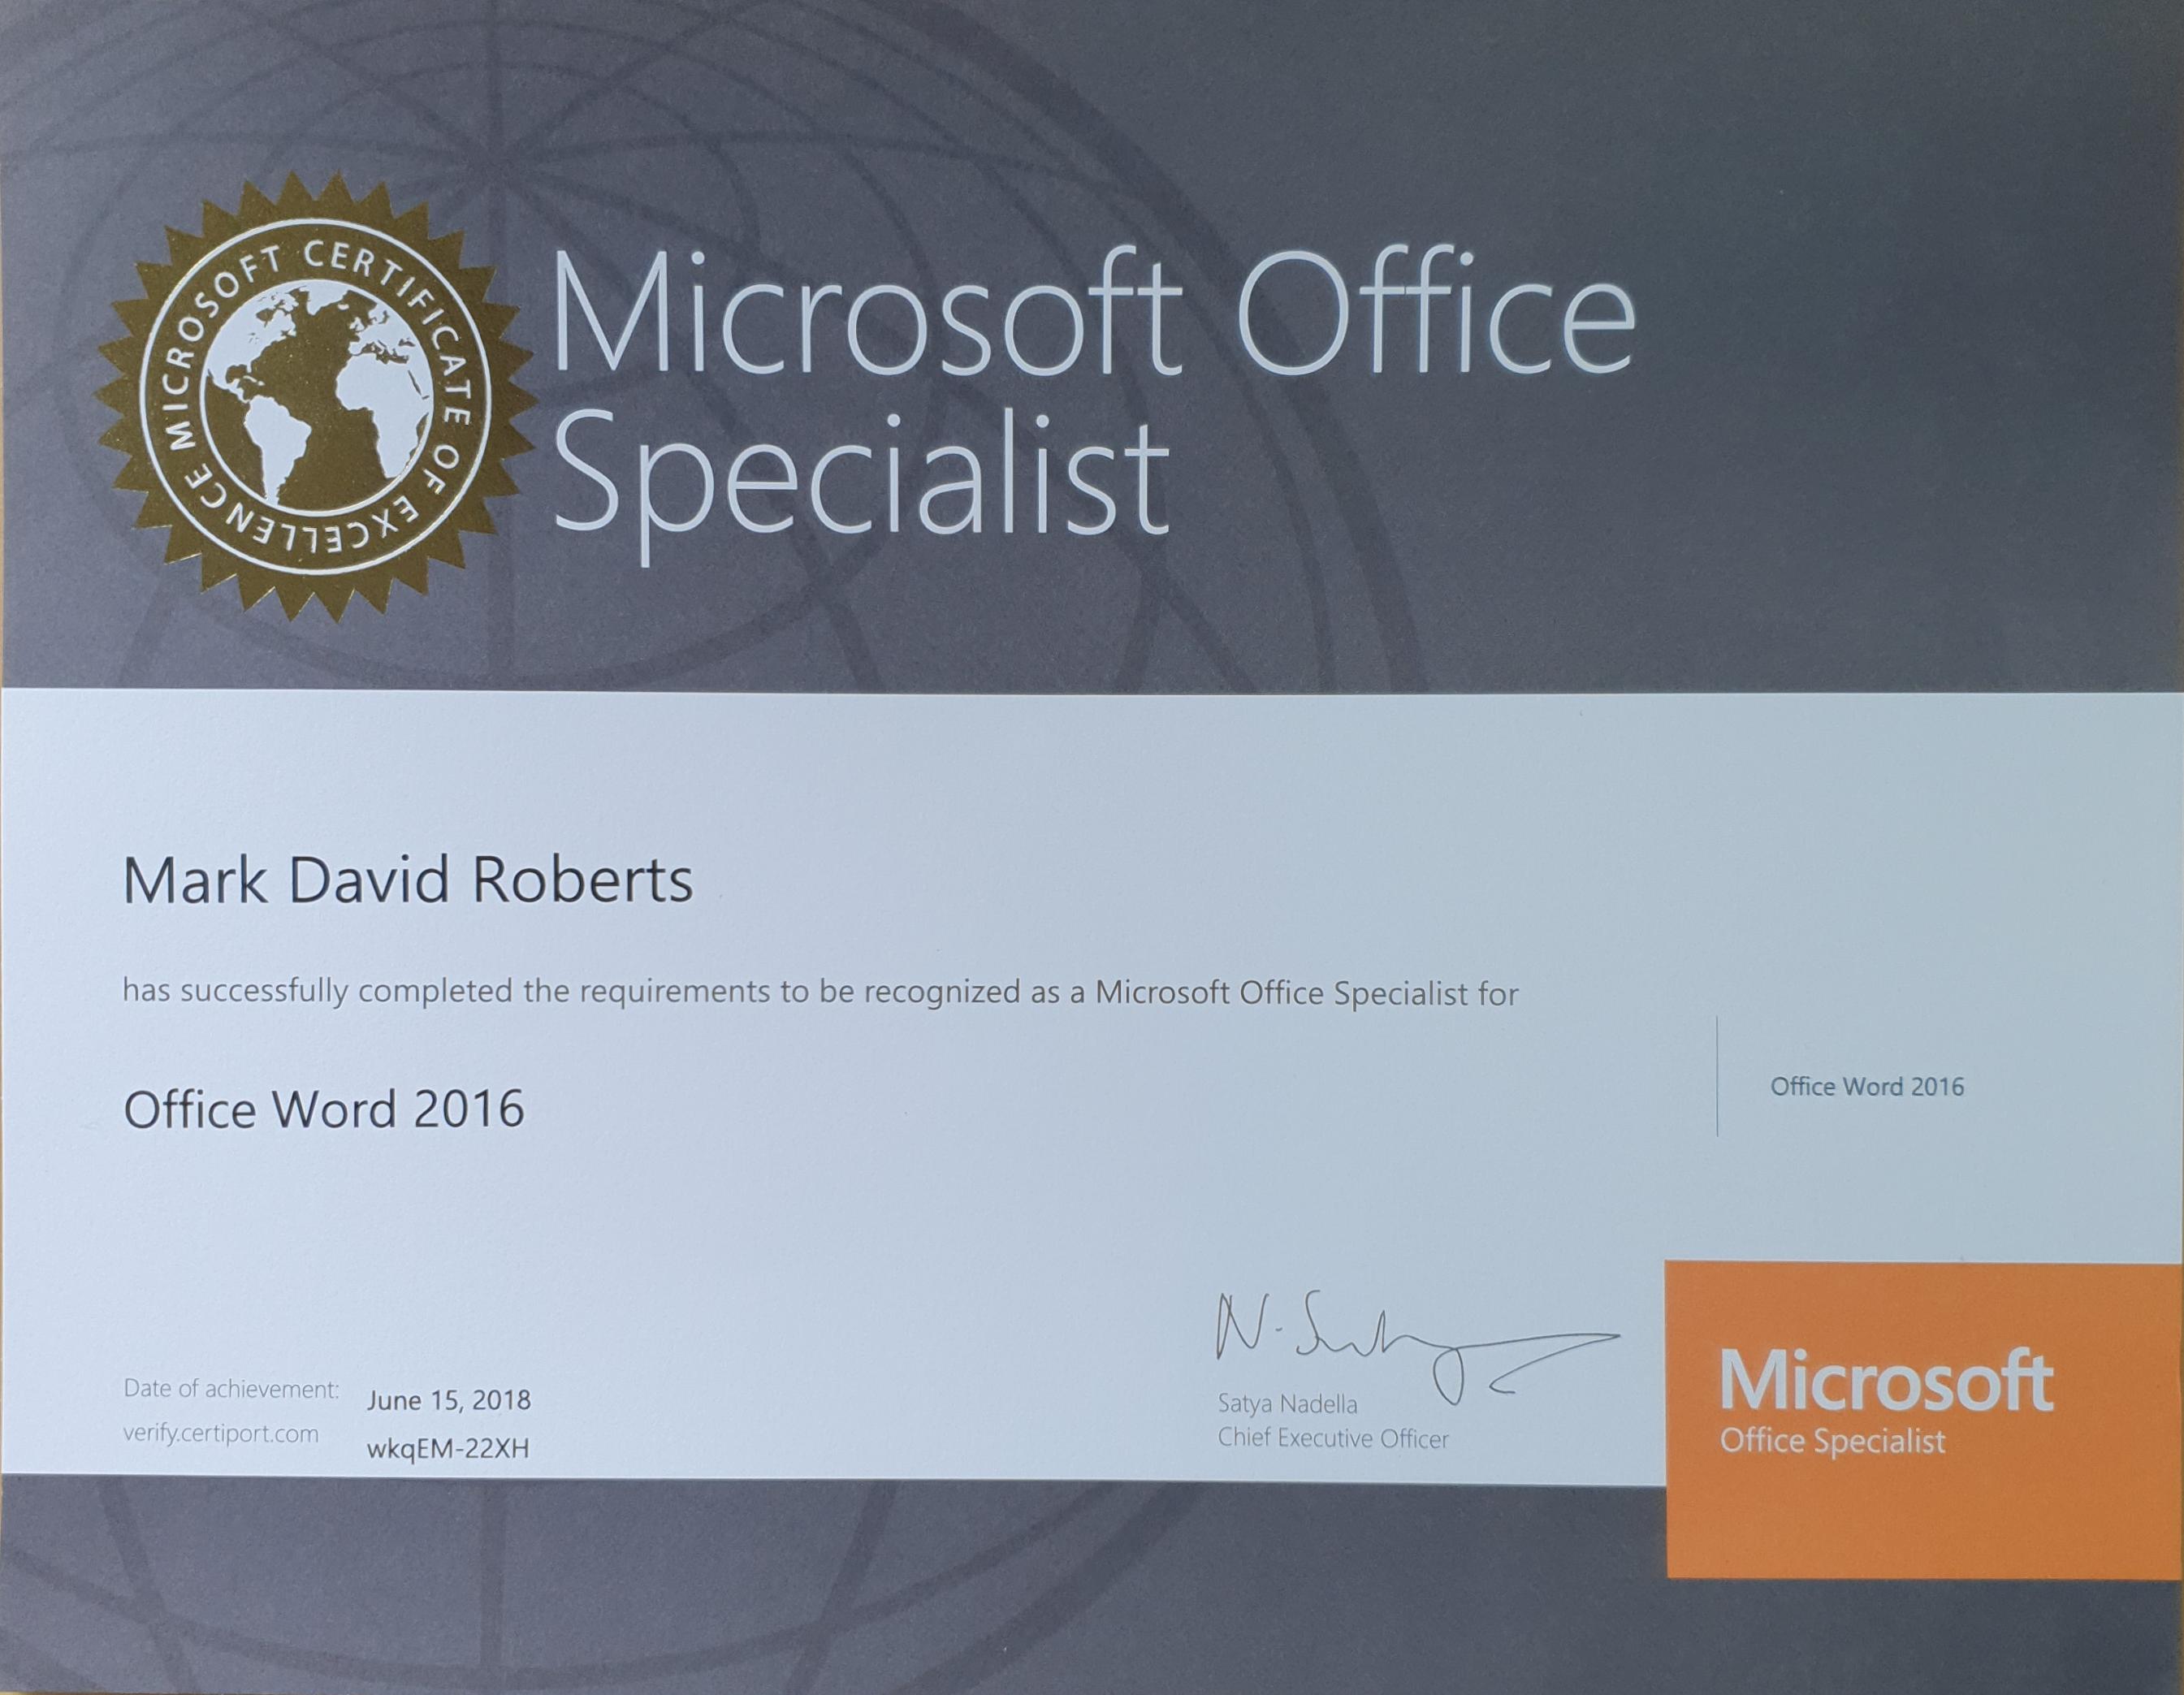 MICROSOFT CERTIFICATE OF EXCELLENCE
Microsoft Office
Specialist
Mark David Roberts
has successfully completed the requirements to be recognized as a Microsoft Office Specialist for
Office Word 2016
Office Word 2016
Date of achievement: June 15, 2018
verify.certiport.com wkqEM-22XH
Satya Nadella
Chief Executive Officer
Microsoft
Office Specialist